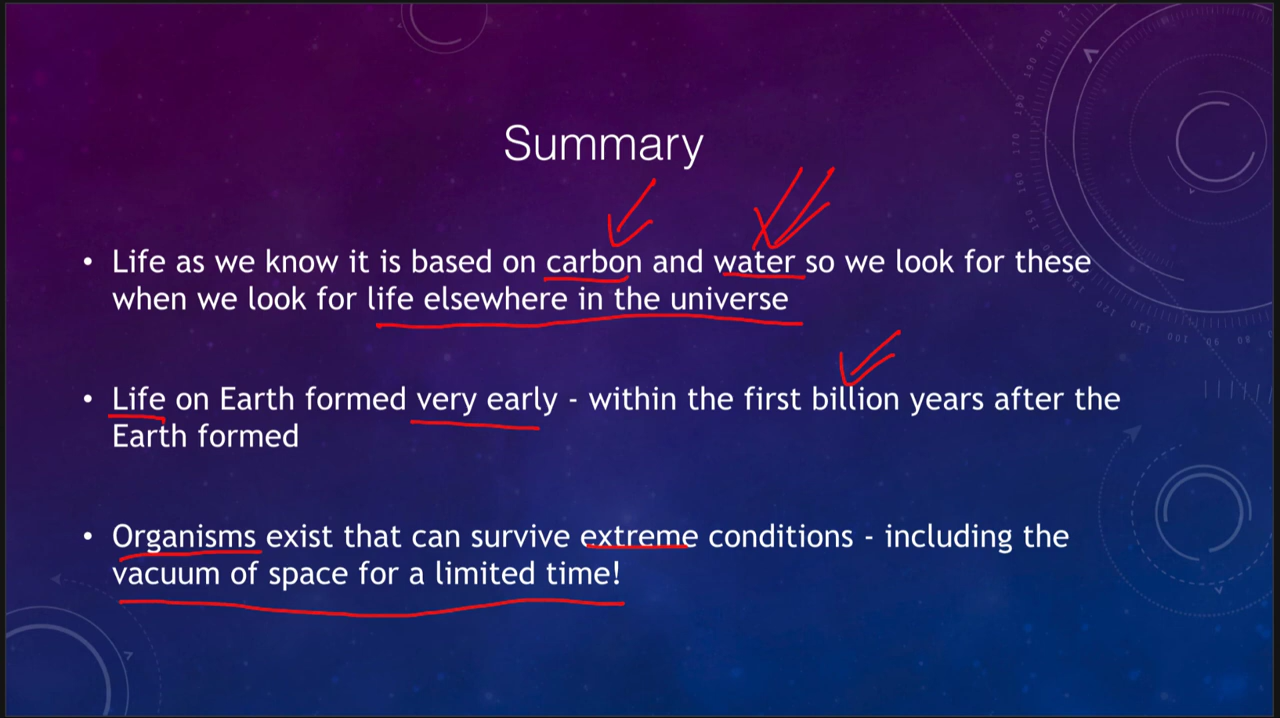 Summary
• Life as we know it is based on carbon and water so we look for these
when we look for life elsewhere in the universe
• Life on Earth formed very early - within the first billion years after the
Earth formed
• Organisms exist that can survive extreme conditions - including the
vacuum of space for a limited time!